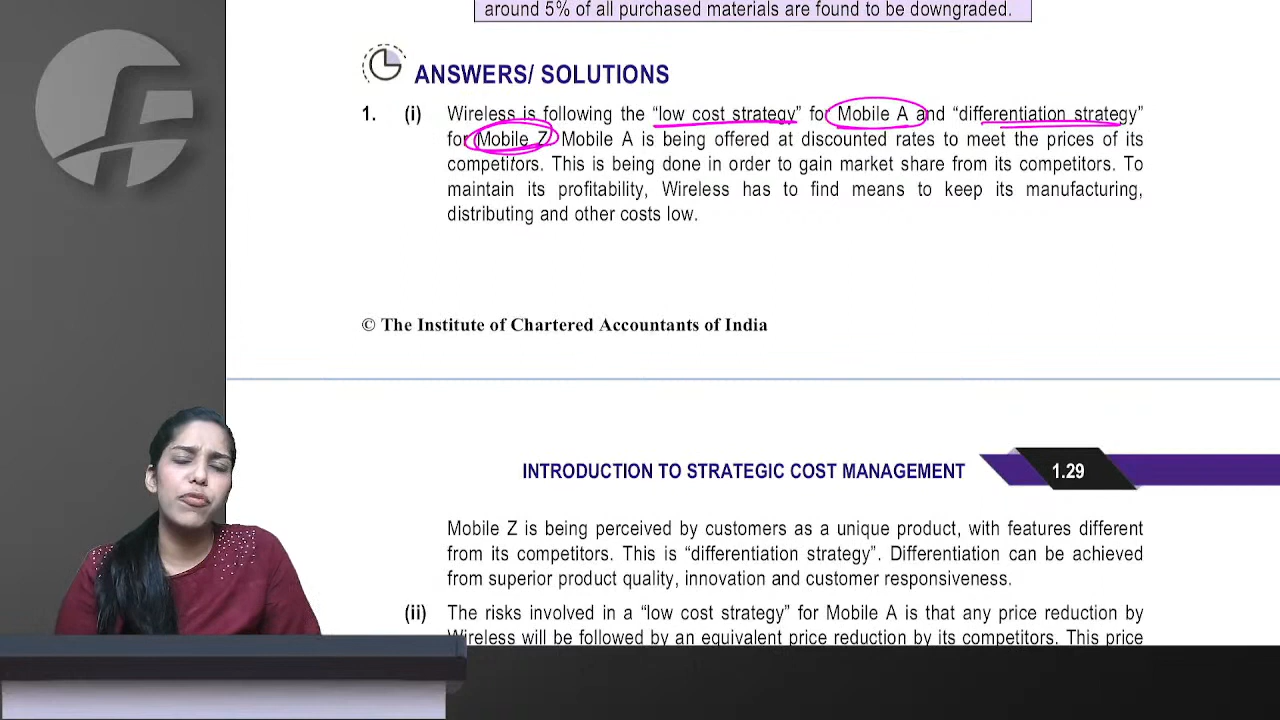 around 5% of all purchased materials are found to be downgraded.
ANSWERS/ SOLUTIONS
1. (i) Wireless is following the “low cost strategy” for Mobile A and “differentiation strategy”
for Mobile Z. Mobile A is being offered at discounted rates to meet the prices of its
competitors. This is being done in order to gain market share from its competitors. To
maintain its profitability, Wireless has to find means to keep its manufacturing,
distributing and other costs low.
© The Institute of Chartered Accountants of India
INTRODUCTION TO STRATEGIC COST MANAGEMENT 1.29
Mobile Z is being perceived by customers as a unique product, with features different
from its competitors. This is “differentiation strategy”. Differentiation can be achieved
from superior product quality, innovation and customer responsiveness.
(ii) The risks involved in a “low cost strategy” for Mobile A is that any price reduction by
Wireless will be followed by an equivalent price reduction by its competitors. This price